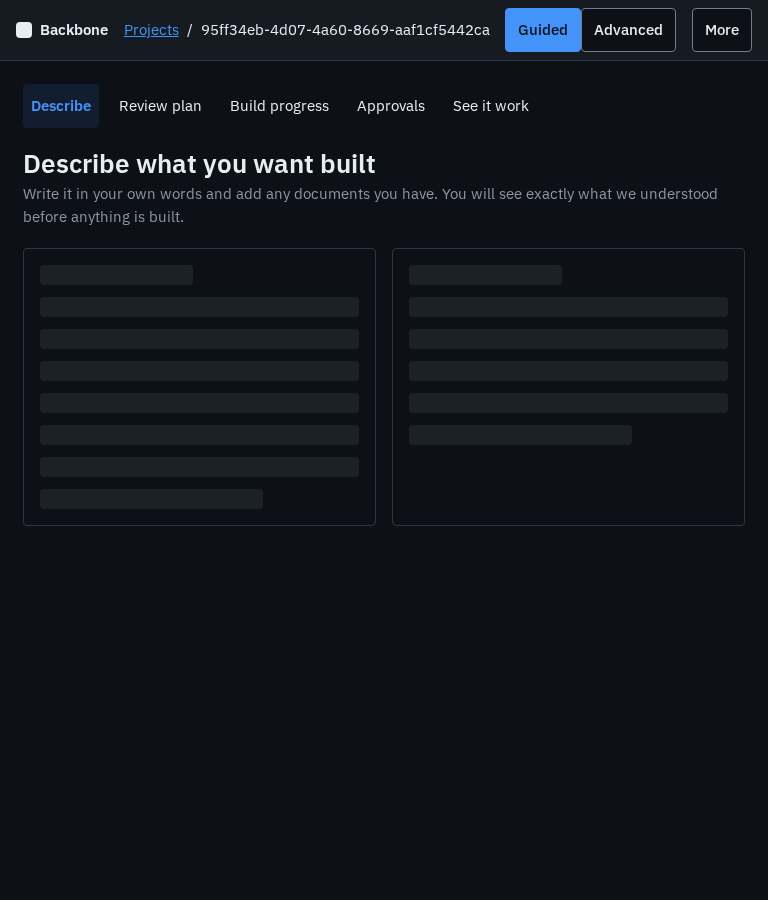 Backbone Projects / 95ff34eb-4d07-4a60-8669-aaf1cf5442ca Guided Advanced More
Describe Review plan Build progress Approvals See it work
Describe what you want built
Write it in your own words and add any documents you have. You will see exactly what we understood
before anything is built.